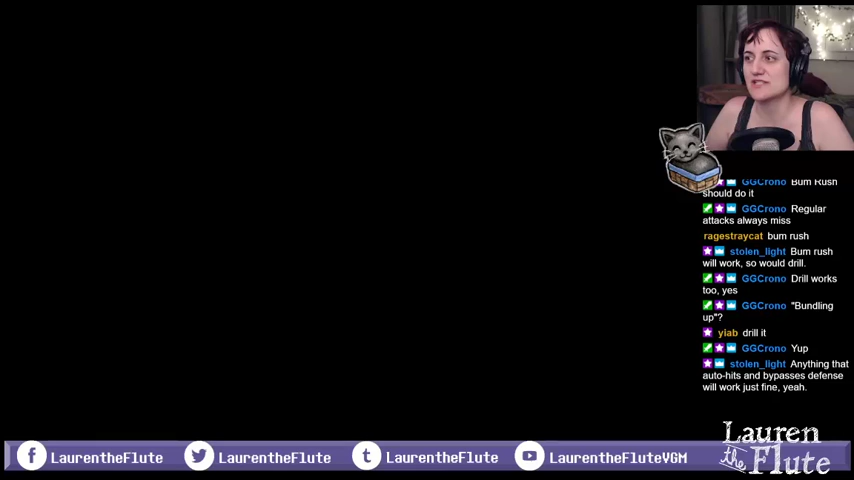 GGCrono Bum Rush
should do it
GGCrono Regular
attacks always miss
ragestraycat bum rush
stolen_light Bum rush
will work, so would drill.
GGCrono Drill works
too, yes
GGCrono "Bundling
up"?
yiab drill it
GGCrono Yup
stolen_light Anything that
auto-hits and bypasses defense
will work just fine, yeah.
Lauren
the Flute
LaurentheFlute
LaurentheFlute
LaurentheFlute
LaurentheFluteVGM